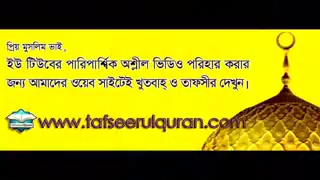 প্রিয় মুসলিম ভাই,
ইউ টিউবের পারিপার্শ্বিক অশ্লীল ভিডিও পরিহার করার
জন্য আমাদের ওয়েব সাইটেই খুতবাহ্ ও তাফসীর দেখুন।
www.tafseerulquran.com